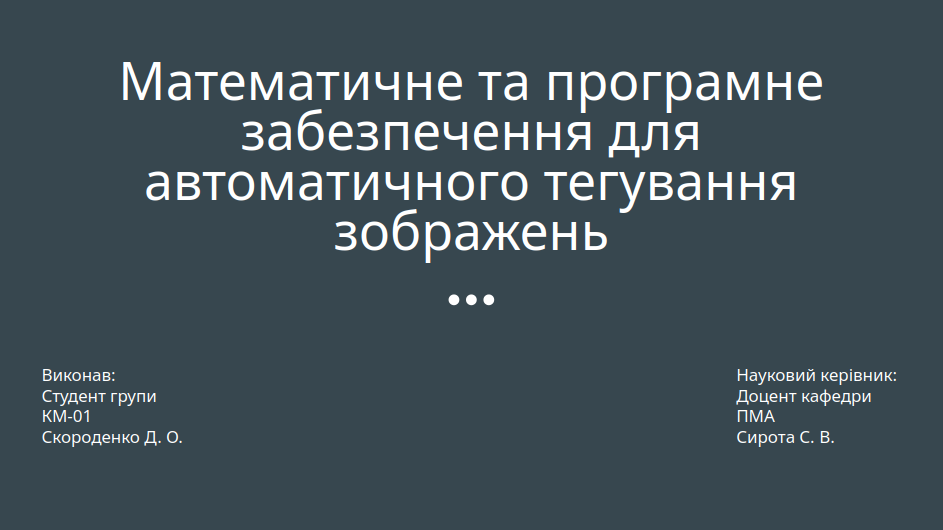 Математичне та програмне
забезпечення для
автоматичного тегування
зображень
Виконав:
Студент групи
КМ-01
Скороденко Д. О.
Науковий керівник:
Доцент кафедри
ПМА
Сирота С. В.